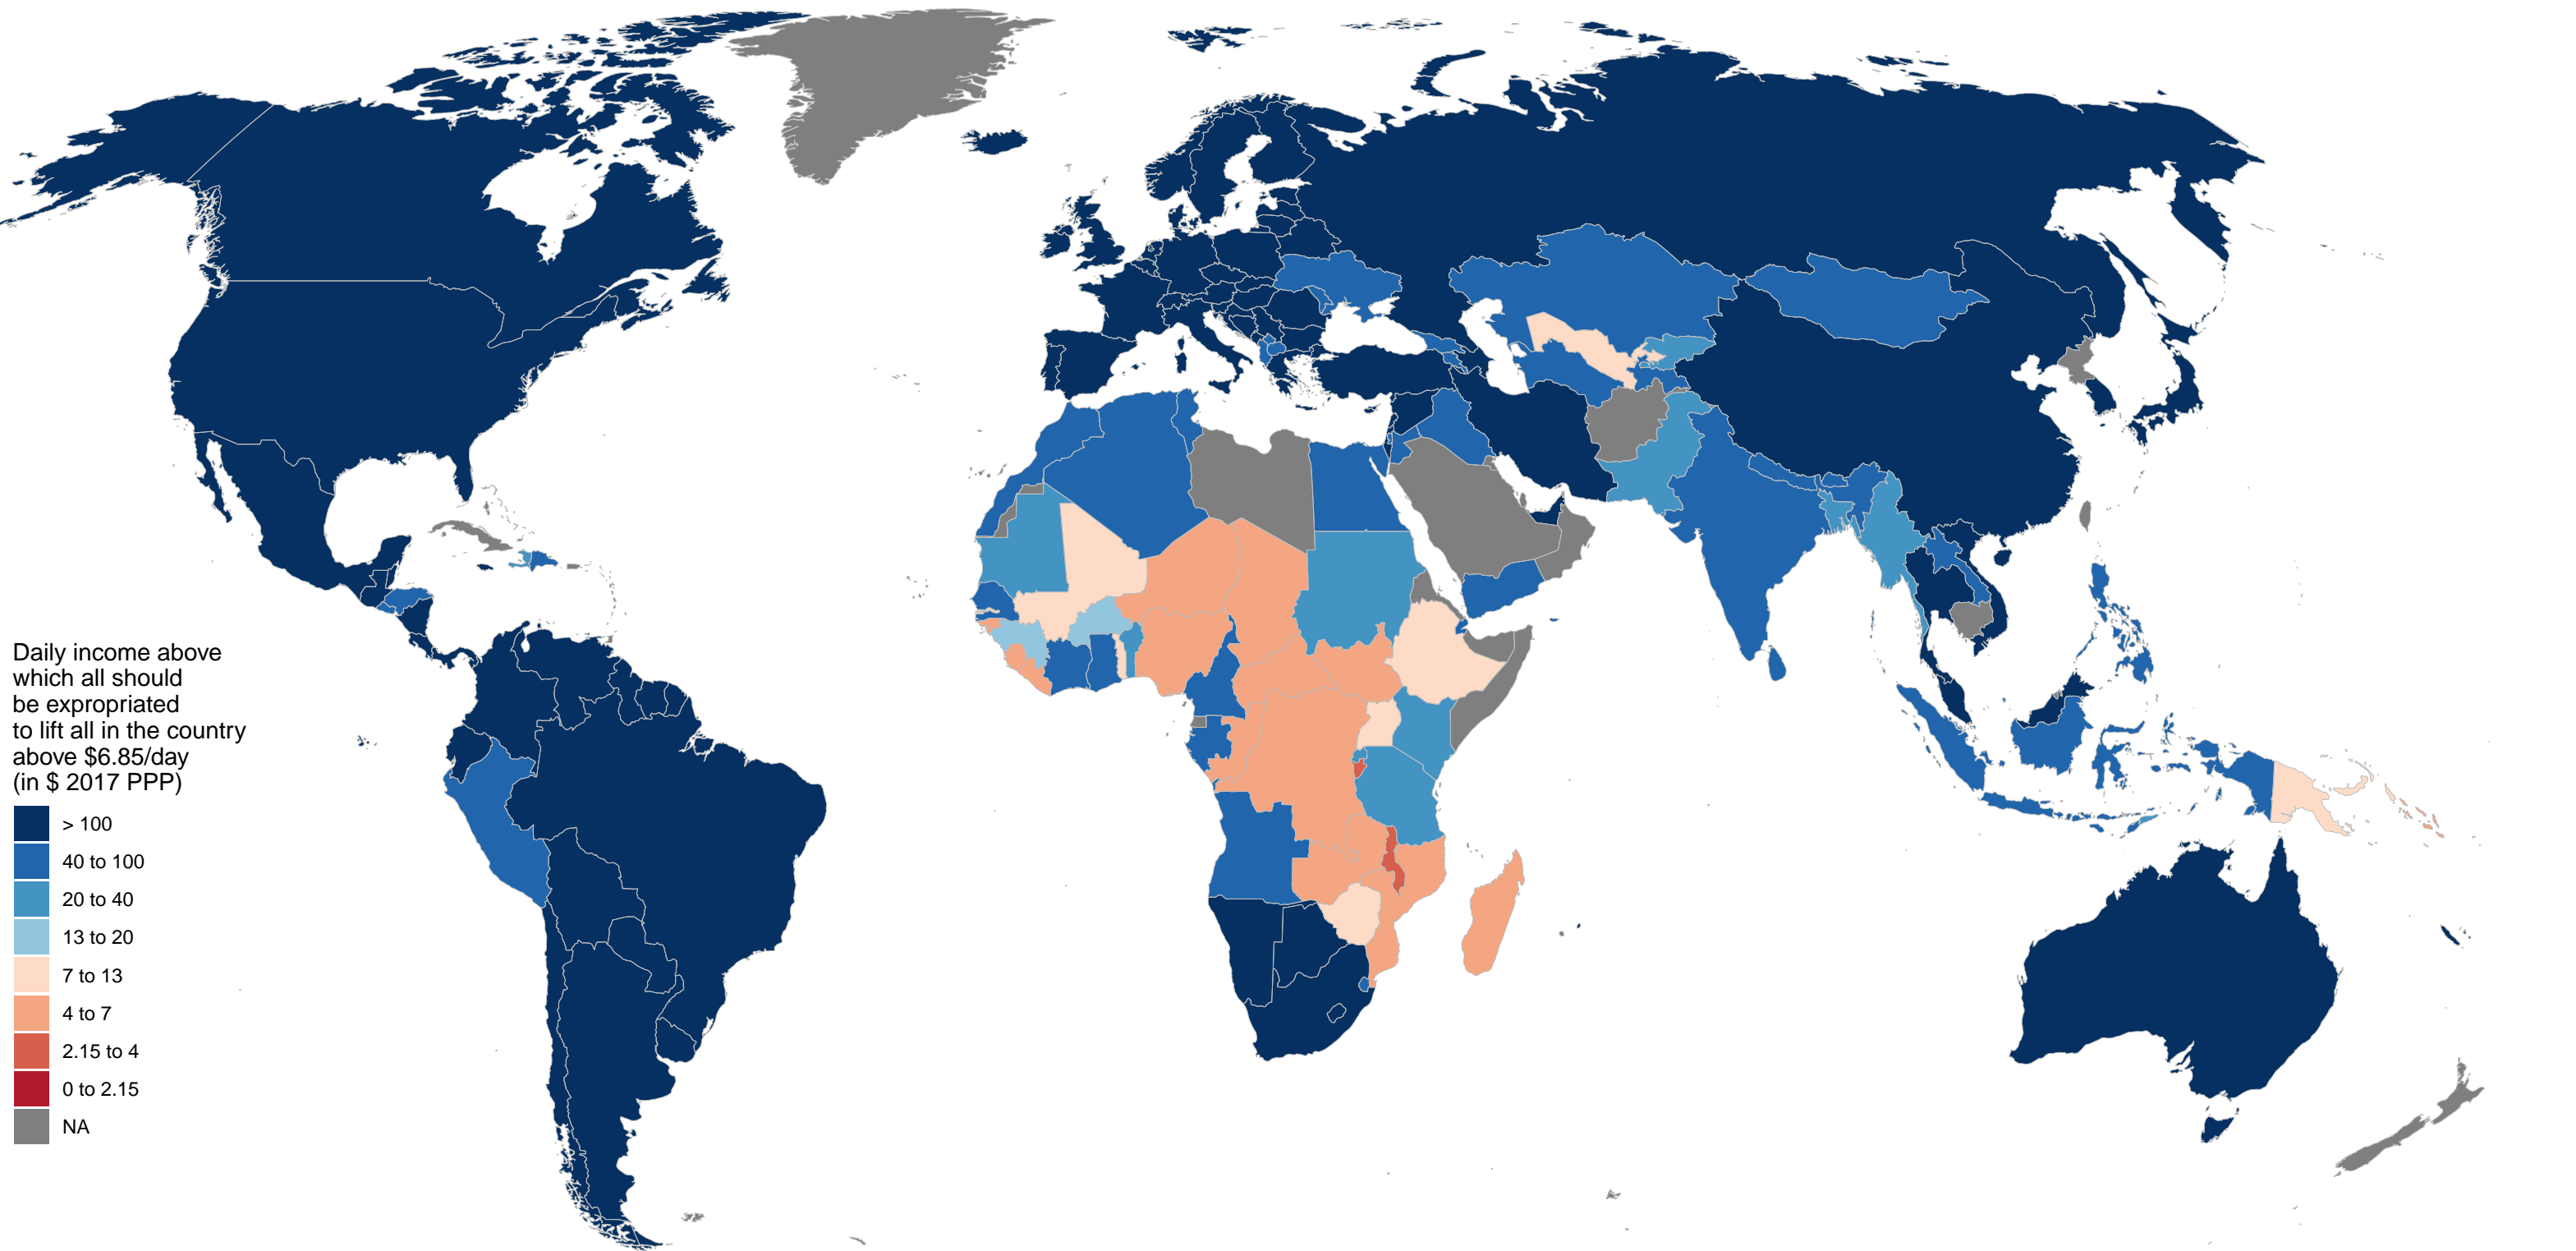 Daily income above
which all should
be expropriated
to lift all in the country
above $6.85/day
(in $ 2017 PPP)
> 100
40 to 100
20 to 40
13 to 20
7 to 13
4 to 7
2.15 to 4
0 to 2.15
NA